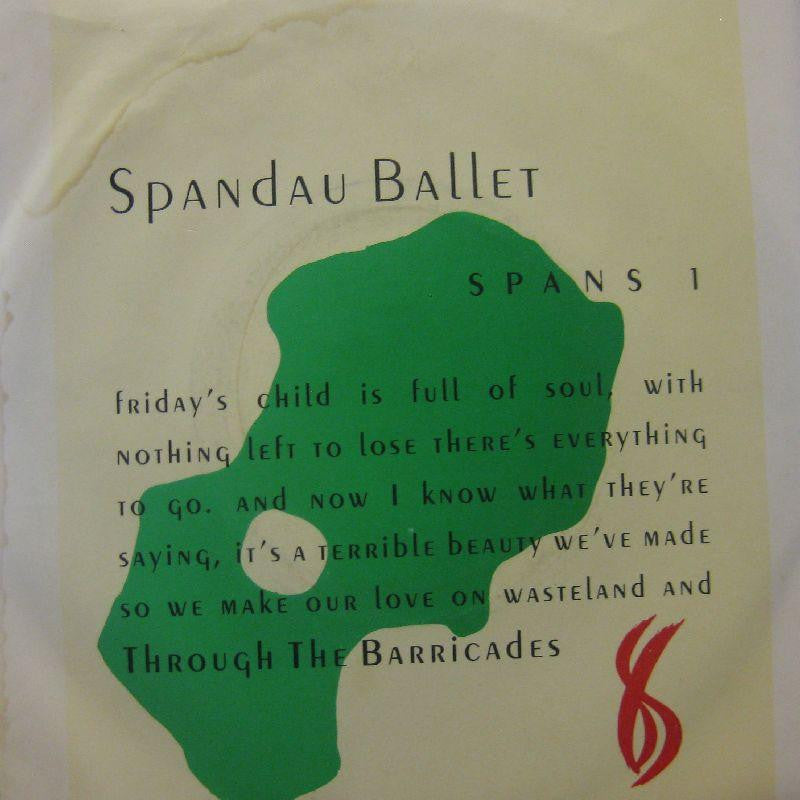 Spandau Ballet
SPANS 1
friday's child is full of soul, with
nothing left to lose there's everything
to go. and now I know what they're
saying, it's a terrible beauty we've made
so we make our love on wasteland and
Through The Barricades